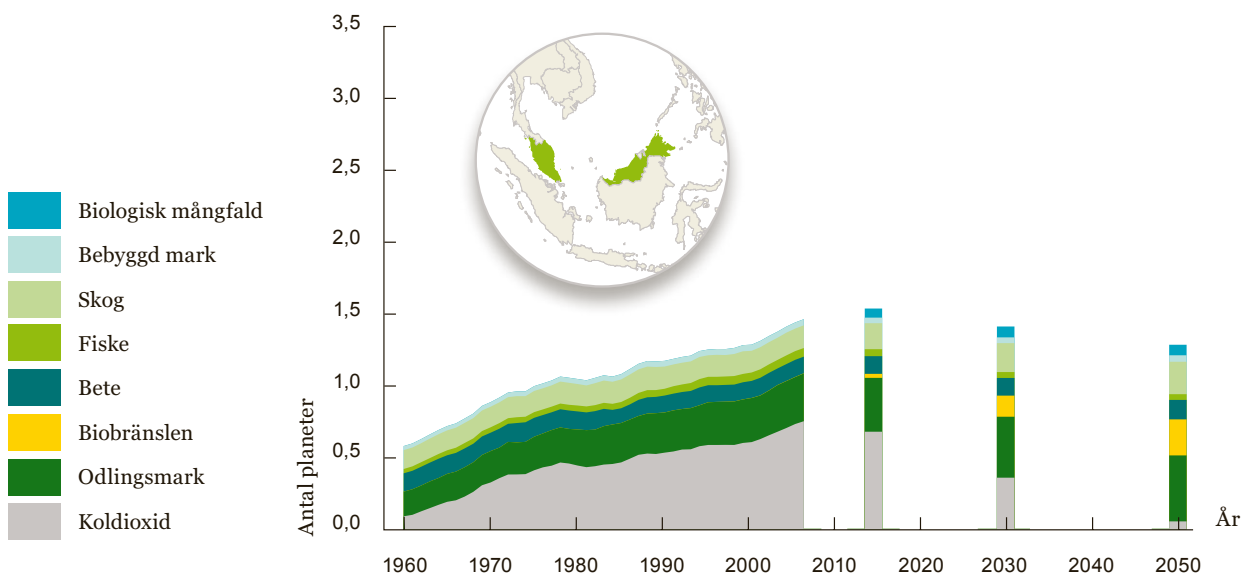 3,5
3,0
2,5
2,0
1,5
1,0
0,5
0,0
Antal planeter
Biologisk mångfald
Bebyggd mark
Skog
Fiske
Bete
Biobränslen
Odlingsmark
Koldioxid
År
1960 1970 1980 1990 2000 2010 2020 2030 2040 2050